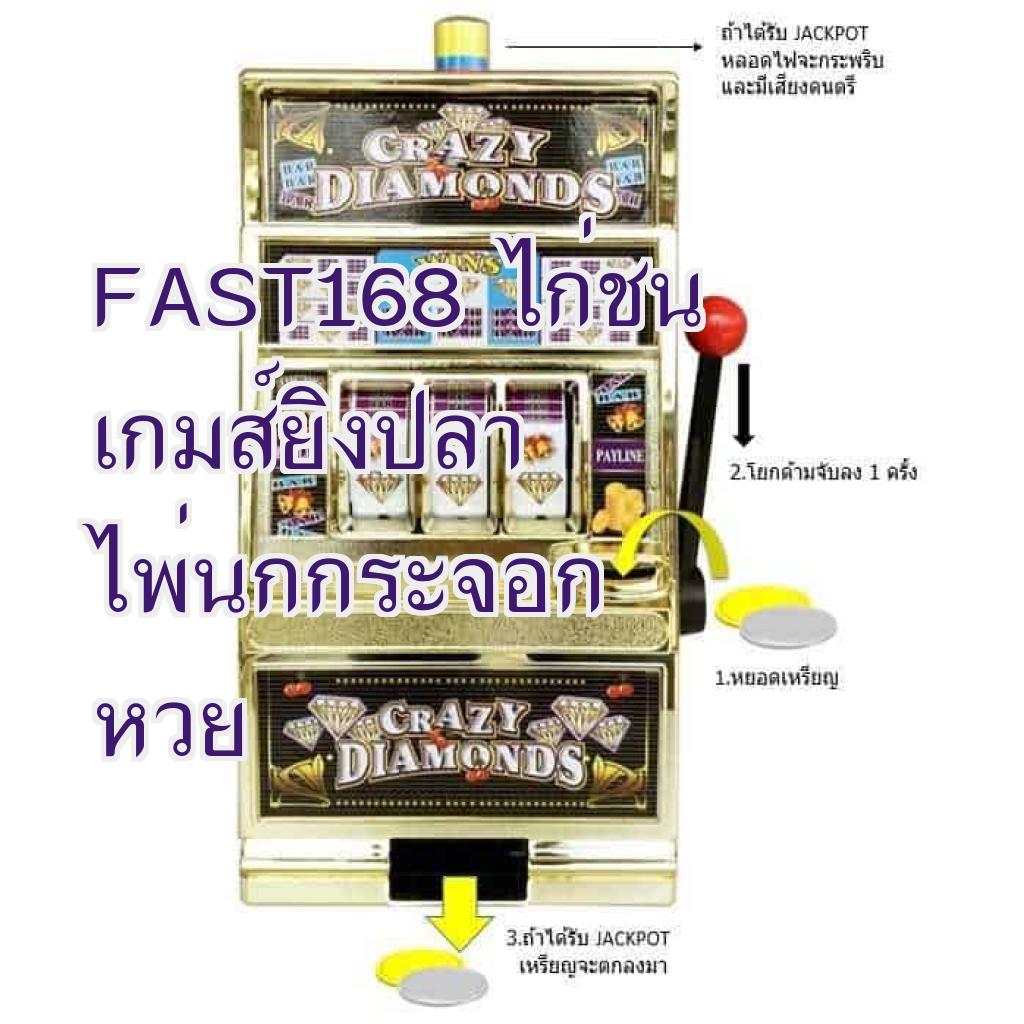 ถ้าได้รับ JACKPOT
หลอดไฟจะกระพริบ
และมีเสียงดนตรี
CRAZY
DIAMONDS
BAR
BAR
BAR
WINS
FAST168 ไก่ชน
เกมส์ยิงปลา
PAYLINE
2.โยกด้ามจับลง 1 ครั้ง
ไพ่นกกระจอก
1.หยอดเหรียญ
หวย
CRAZY
DIAMONDS
3.ถ้าได้รับ JACKPOT
เหรียญจะตกลงมา